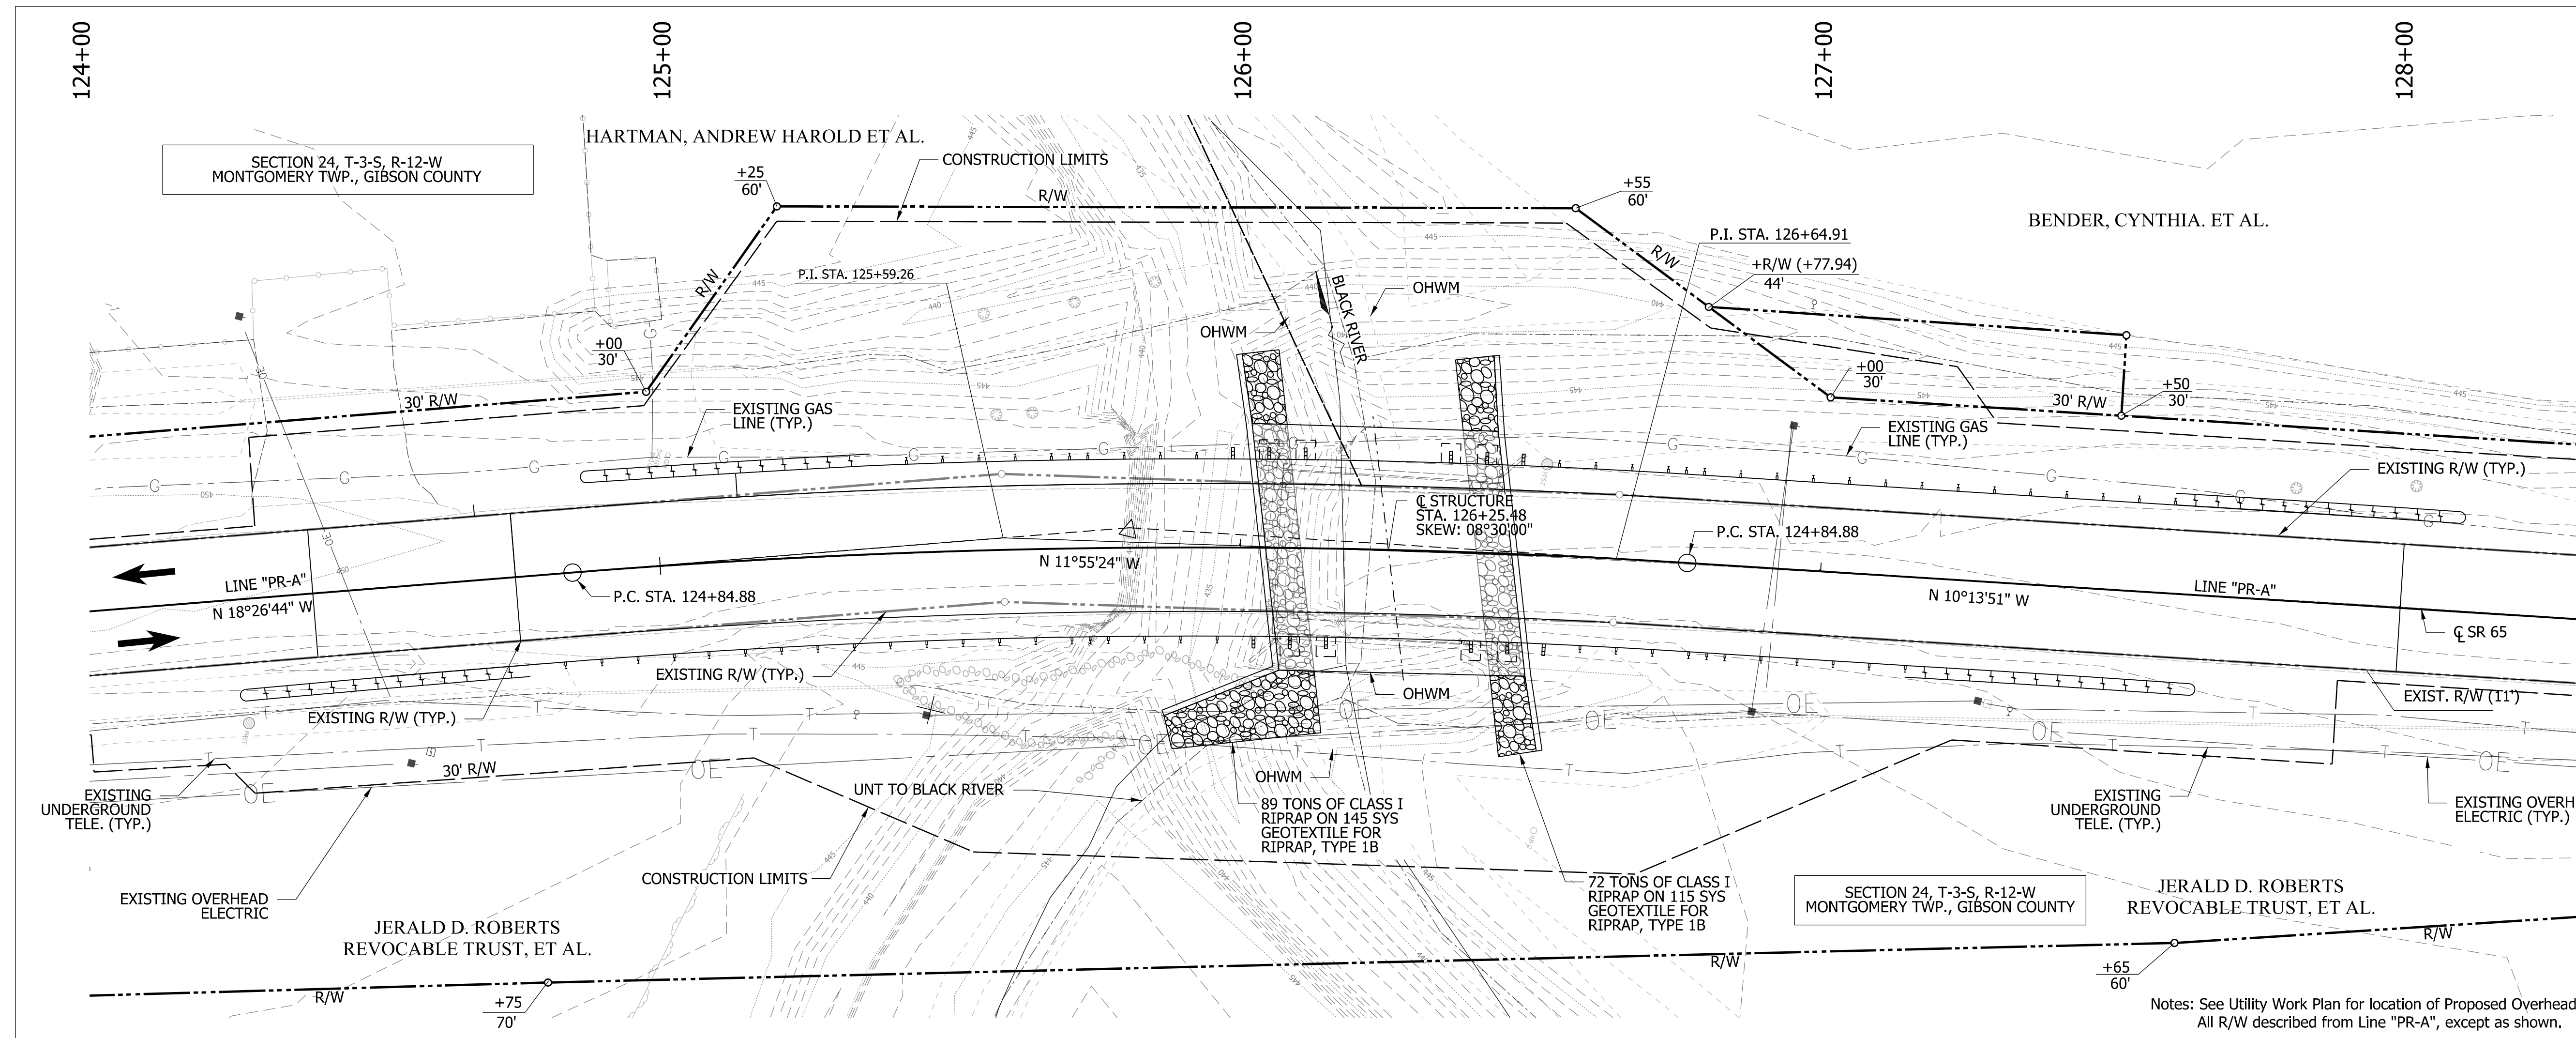 124+00
125+00
126+00
127+00
128+00
HARTMAN, ANDREW HAROLD ET AL.
SECTION 24, T-3-S, R-12-W
MONTGOMERY TWP., GIBSON COUNTY
CONSTRUCTION LIMITS
+25
60'
R/W
+55
60'
BENDER, CYNTHIA. ET AL.
P.I. STA. 126+64.91
R/W
+R/W (+77.94)
44'
P.I. STA. 125+59.26
R/W
BLACK RIVER
OHWM
OHWM
+00
30'
+00
30'
+50
30'
30' R/W
30' R/W
EXISTING GAS
LINE (TYP.)
EXISTING GAS
LINE (TYP.)
EXISTING R/W (TYP.)
℄ STRUCTURE
STA. 126+25.48
SKEW: 08°30'00"
P.C. STA. 124+84.88
N 11°55'24" W
LINE "PR-A"
N 18°26'44" W
P.C. STA. 124+84.88
N 10°13'51" W
LINE "PR-A"
℄ SR 65
EXISTING R/W (TYP.)
OHWM
EXIST. R/W (T1')
EXISTING R/W (TYP.)
30' R/W
OHWM
UNT TO BLACK RIVER
EXISTING
UNDERGROUND
TELE. (TYP.)
89 TONS OF CLASS I
RIPRAP ON 145 SYS
GEOTEXTILE FOR
RIPRAP, TYPE 1B
EXISTING
UNDERGROUND
TELE. (TYP.)
EXISTING OVERH
ELECTRIC (TYP.)
CONSTRUCTION LIMITS
72 TONS OF CLASS I
RIPRAP ON 115 SYS
GEOTEXTILE FOR
RIPRAP, TYPE 1B
SECTION 24, T-3-S, R-12-W
MONTGOMERY TWP., GIBSON COUNTY
JERALD D. ROBERTS
REVOCABLE TRUST, ET AL.
EXISTING OVERHEAD
ELECTRIC
JERALD D. ROBERTS
REVOCABLE TRUST, ET AL.
R/W
R/W
R/W
+75
70'
+65
60'
Notes: See Utility Work Plan for location of Proposed Overhead
All R/W described from Line "PR-A", except as shown.